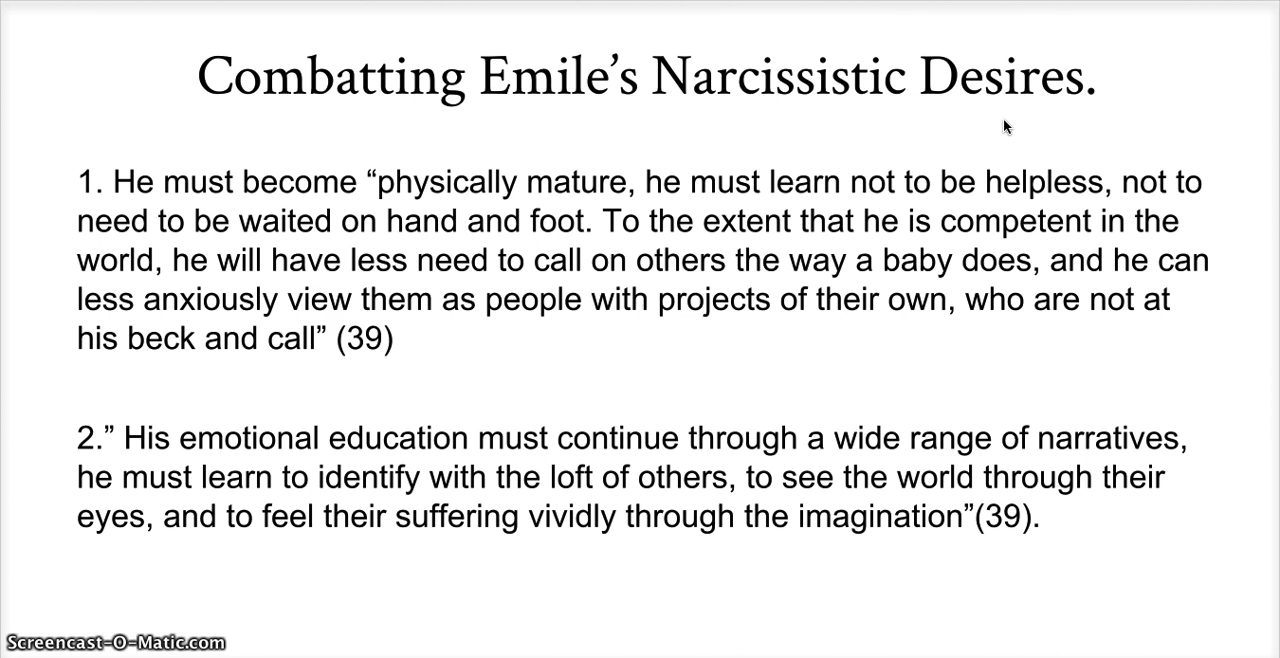 Combatting Emile’s Narcissistic Desires.
1. He must become “physically mature, he must learn not to be helpless, not to
need to be waited on hand and foot. To the extent that he is competent in the
world, he will have less need to call on others the way a baby does, and he can
less anxiously view them as people with projects of their own, who are not at
his beck and call” (39)
2.” His emotional education must continue through a wide range of narratives,
he must learn to identify with the loft of others, to see the world through their
eyes, and to feel their suffering vividly through the imagination”(39).
Screencast-O-Matic.com